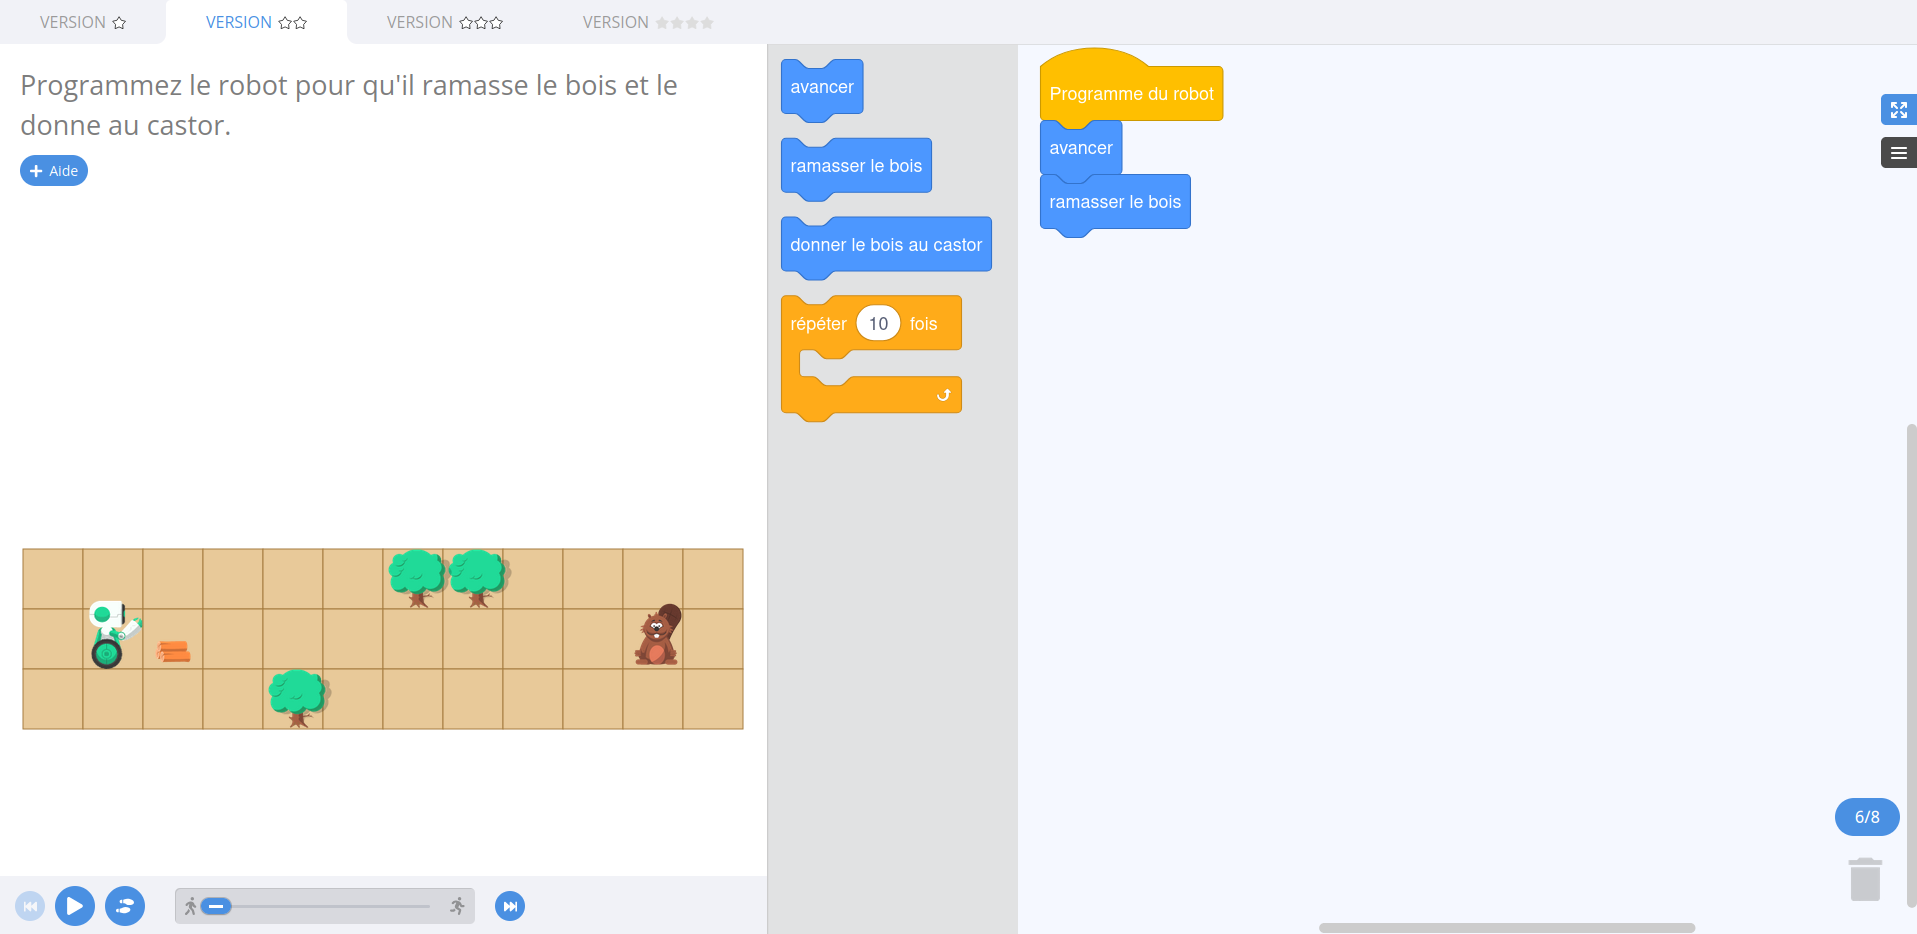 VERSION
VERSION
VERSION
VERSION
Programmez le robot pour qu'il ramasse le bois et le
donne au castor.
Aide
avancer
ramasser le bois
donner le bois au castor
répéter 10 fois
Programme du robot
avancer
ramasser le bois
6/8